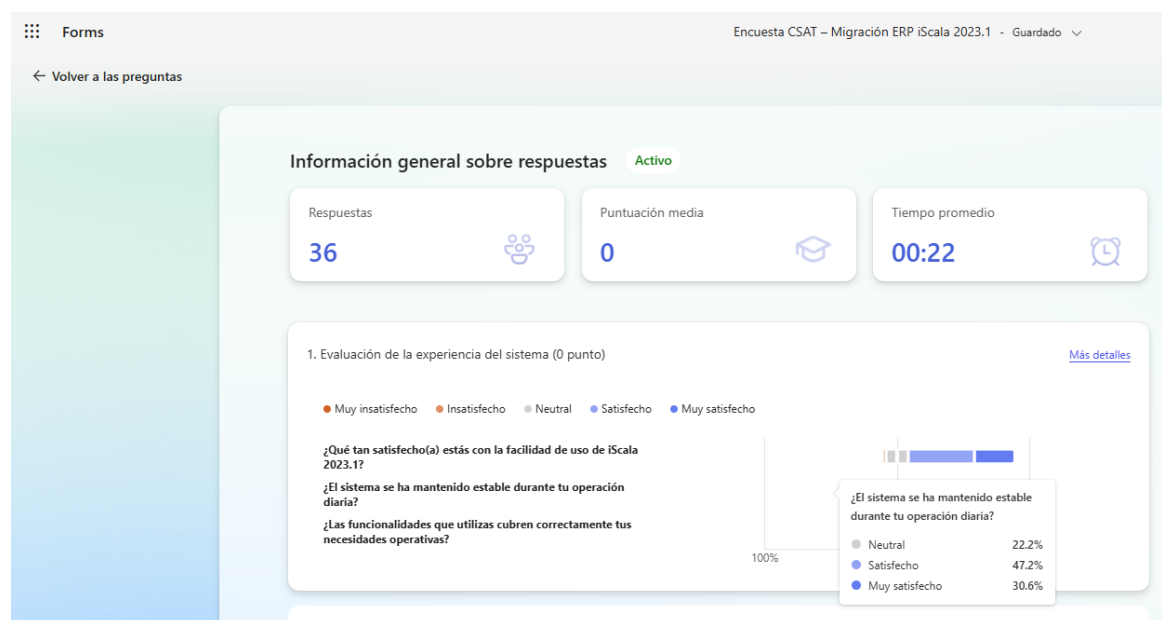 Forms
Encuesta CSAT – Migración ERP iScala 2023.1 - Guardado
Volver a las preguntas
Información general sobre respuestas Activo
Respuestas
36
Puntuación media
0
Tiempo promedio
00:22
1. Evaluación de la experiencia del sistema (0 punto)
Más detalles
Muy insatisfecho Insatisfecho Neutral Satisfecho Muy satisfecho
¿Qué tan satisfecho(a) estás con la facilidad de uso de iScala
2023.1?
¿El sistema se ha mantenido estable durante tu operación
diaria?
¿Las funcionalidades que utilizas cubren correctamente tus
necesidades operativas?
100%
¿El sistema se ha mantenido estable
durante tu operación diaria?
Neutral 22.2%
Satisfecho 47.2%
Muy satisfecho 30.6%